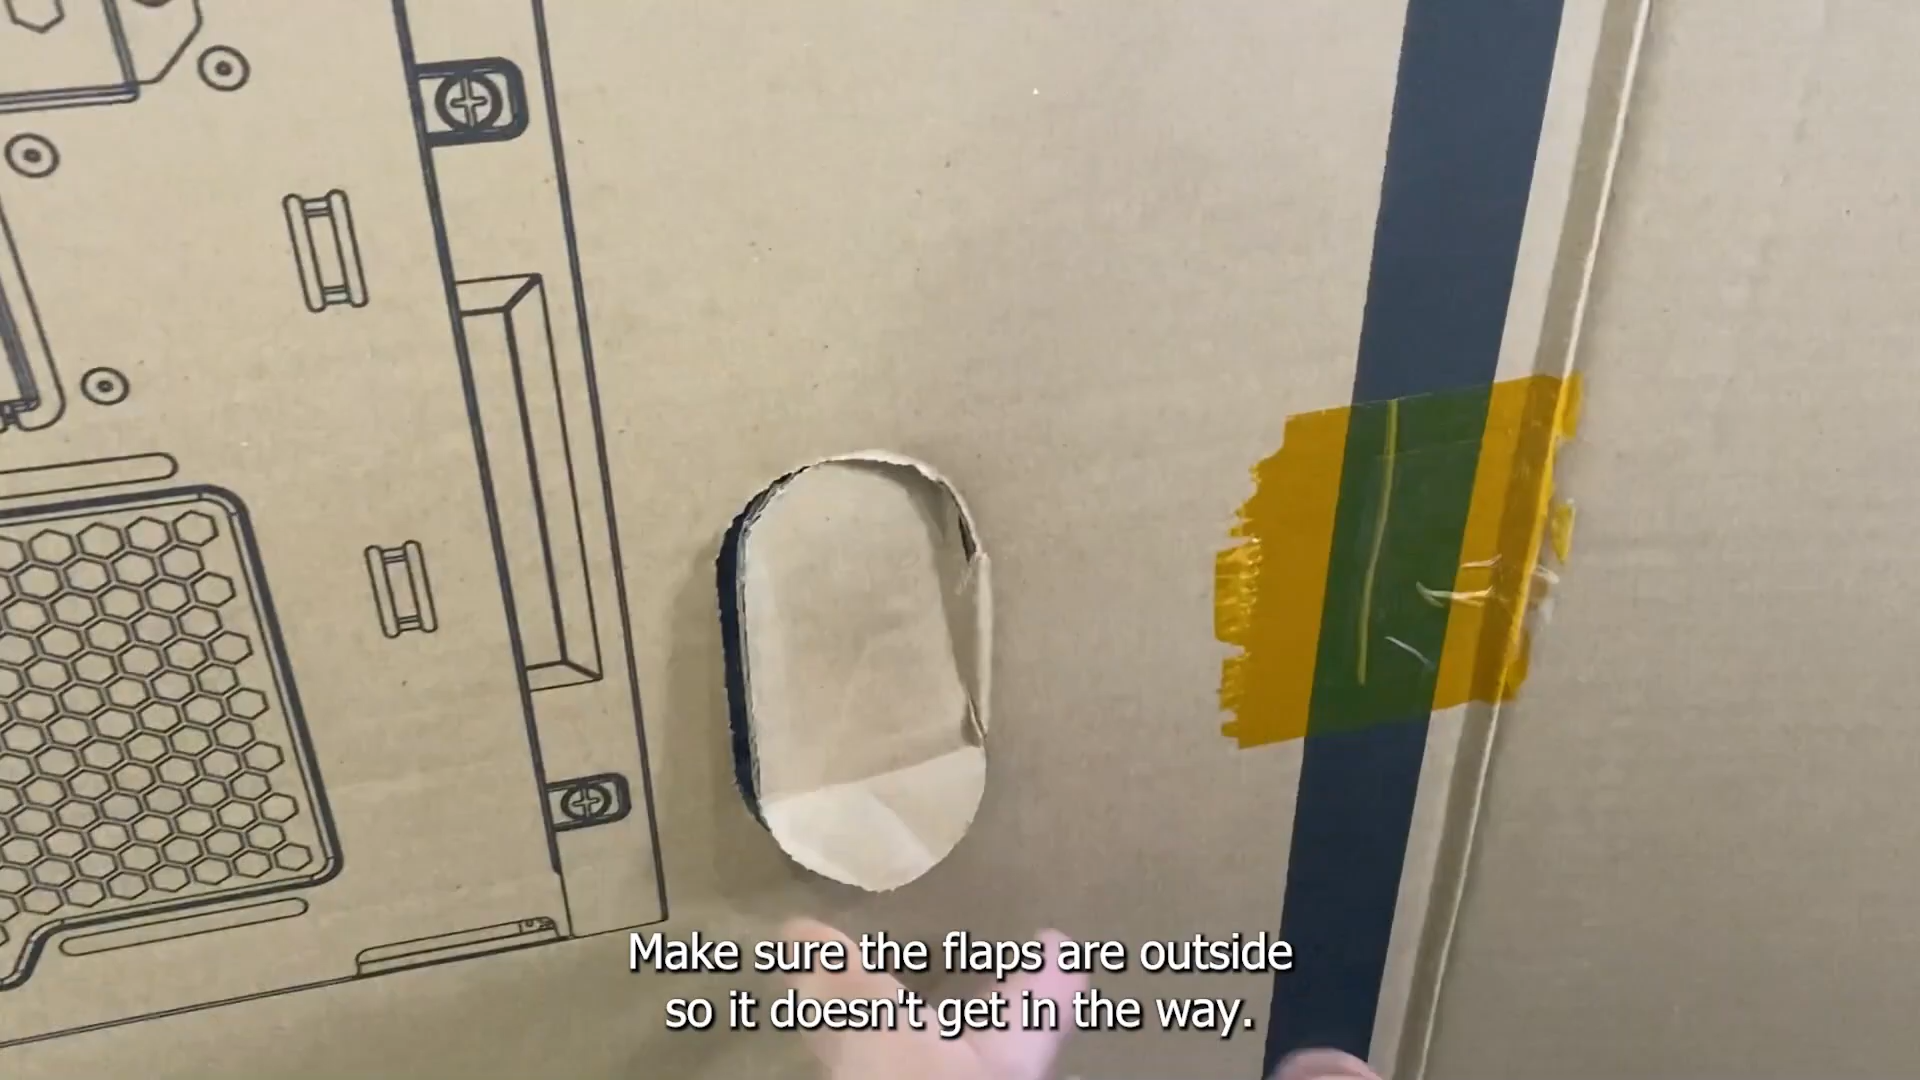 Make sure the flaps are outside
so it doesn't get in the way.